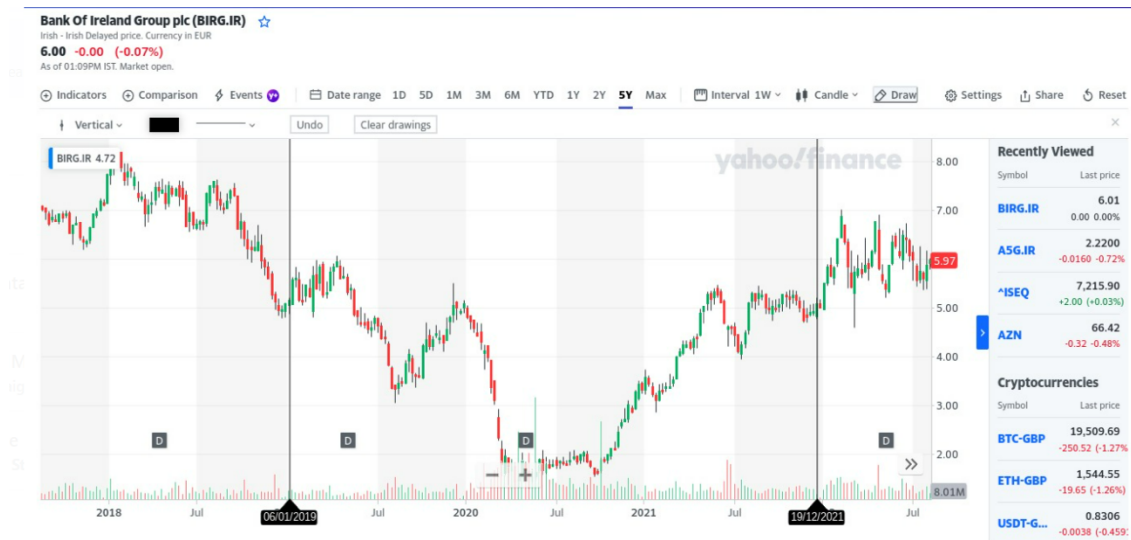 Bank Of Ireland Group plc (BIRG.IR)
Irish - Irish Delayed price. Currency in EUR
6.00 -0.00 (-0.07%)
As of 01:09PM IST. Market open.
Indicators Comparison Events Y+ Date range 1D 5D 1M 3M 6M YTD 1Y 2Y 5Y Max Interval 1W Candle Draw Settings Share Reset
Vertical Undo Clear drawings
BIRG.IR 4.72
yahoo!finance
8.00
7.00
5.97
5.00
4.00
3.00
2.00
8.01M
D D D D
2018 Jul 06/01/2019 Jul 2020 Jul 2021 Jul 19/12/2021 Jul
Recently Viewed
Symbol Last price
BIRG.IR 6.01
0.00 0.00%
A5G.IR 2.2200
-0.0160 -0.72%
^ISEQ 7,215.90
+2.00 (+0.03%)
AZN 66.42
-0.32 -0.48%
Cryptocurrencies
Symbol Last price
BTC-GBP 19,509.69
-250.52 (-1.27%
ETH-GBP 1,544.55
-19.65 (-1.26%)
USDT-G... 0.8306
-0.0038 (-0.459